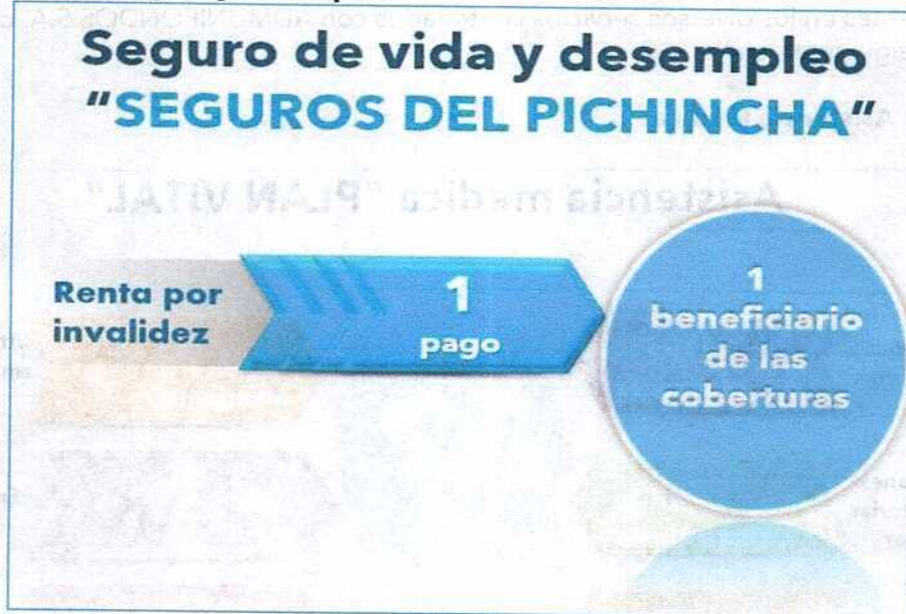 Seguro de vida y desempleo
"SEGUROS DEL PICHINCHA"
Renta por
invalidez
1
pago
1
beneficiario
de las
coberturas